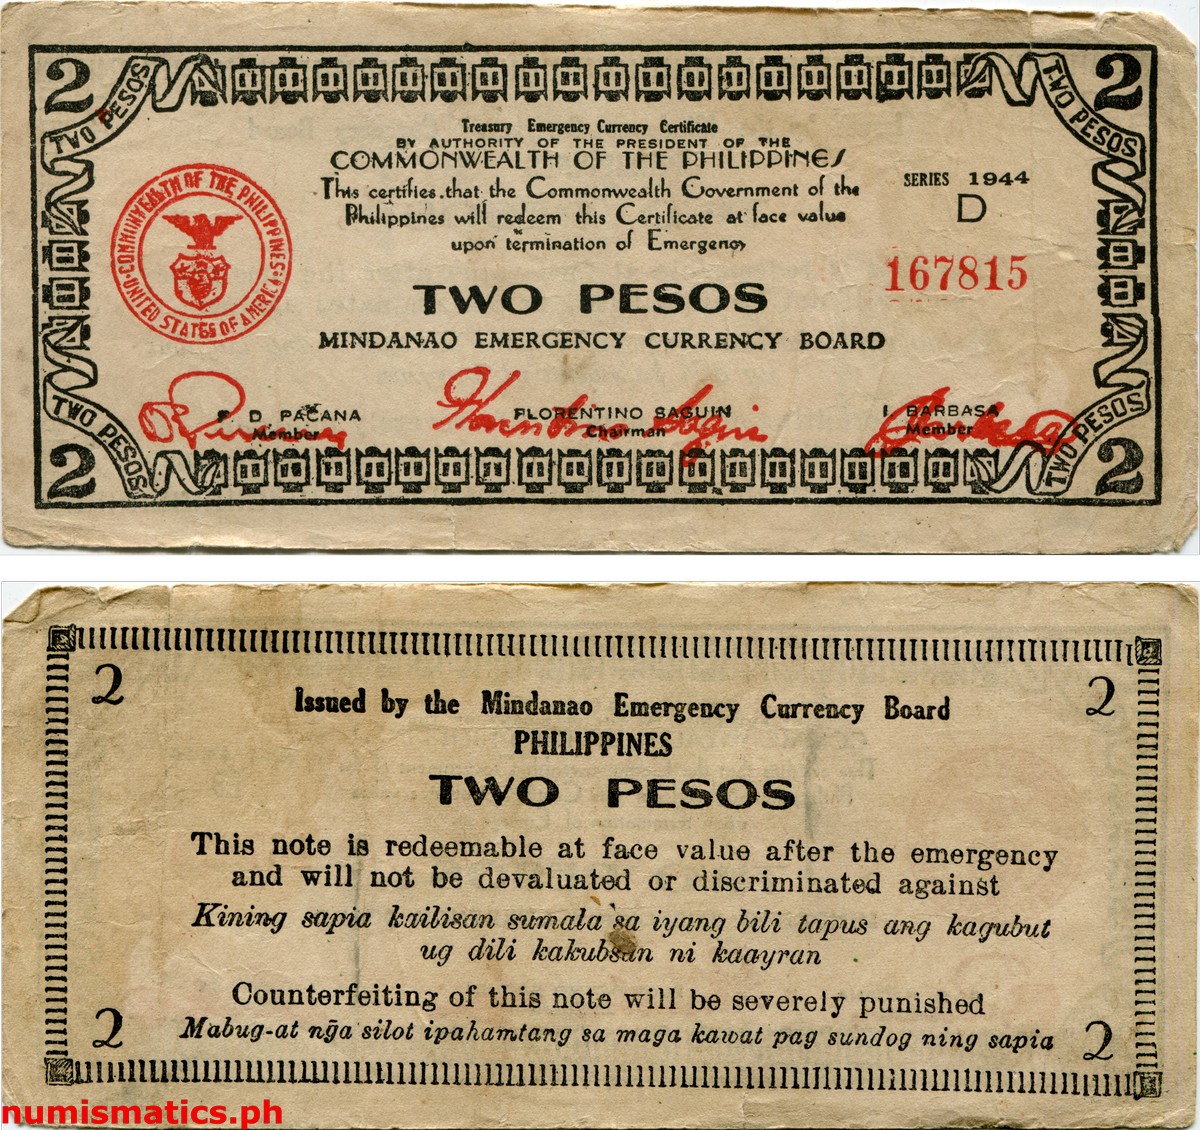 2 TWO PESOS TWO PESOS 2
Treasury Emergency Currency Certificate
BY AUTHORITY OF THE PRESIDENT OF THE
COMMONWEALTH OF THE PHILIPPINES
This certifies that the Commonwealth Government of the
Philippines will redeem this Certificate at face value
upon termination of Emergency
SERIES 1944
D
COMMONWEALTH OF THE PHILIPPINES
UNITED STATES OF AMERICA
167815
TWO PESOS
MINDANAO EMERGENCY CURRENCY BOARD
D. PACANA
Member
FLORENTINO SAGUIN
Chairman
I. BARBASA
Member
2 TWO PESOS TWO PESOS 2
2 2
Issued by the Mindanao Emergency Currency Board
PHILIPPINES
TWO PESOS
This note is redeemable at face value after the emergency
and will not be devaluated or discriminated against
Kining sapia kailisan sumala sa iyang bili tapus ang kagubut
ug dili kakubsan ni kaayran
Counterfeiting of this note will be severely punished
Mabug-at nga silot ipahamtang sa maga kawat pag sundog ning sapia
2 2
numismatics.ph